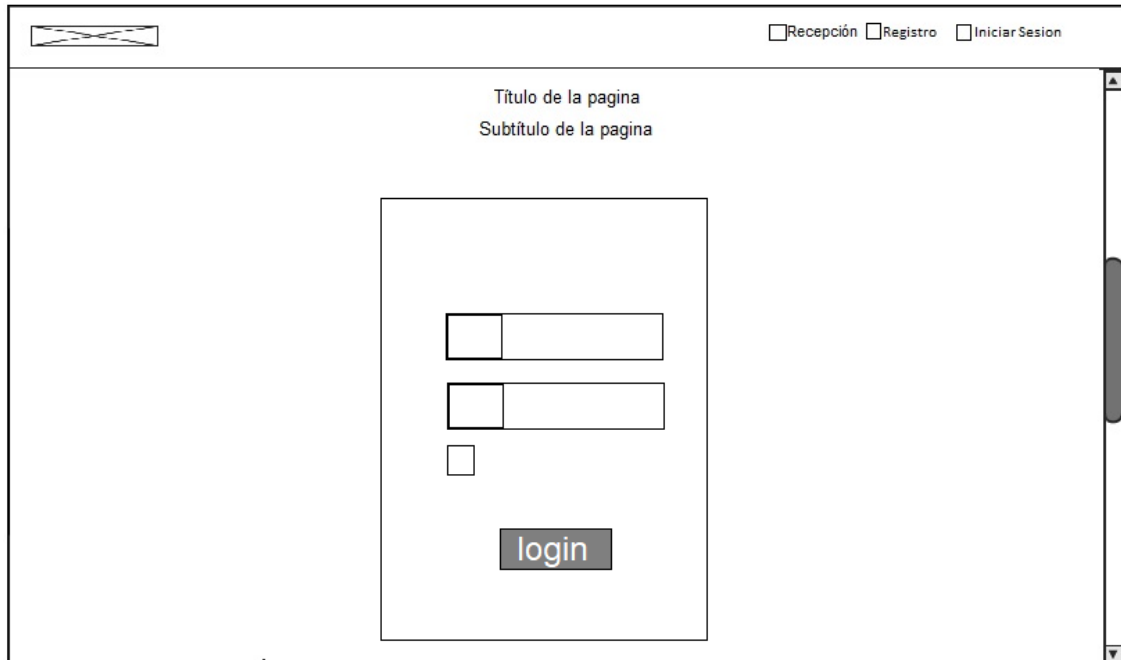 Recepción Registro Iniciar Sesion
Título de la pagina
Subtítulo de la pagina
login